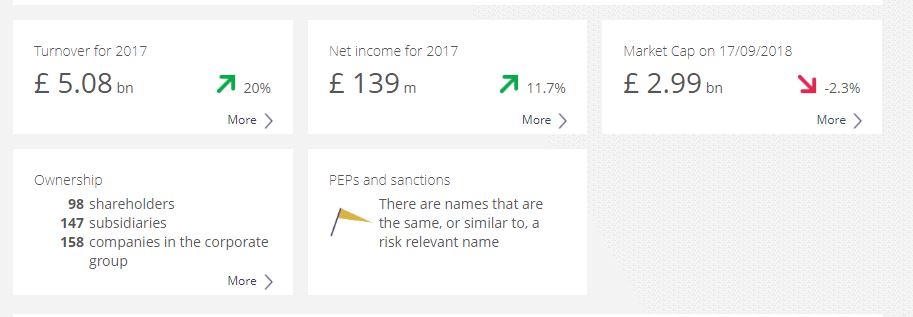 Turnover for 2017
£ 5.08 bn
20%
More
Net income for 2017
£ 139 m
11.7%
More
Market Cap on 17/09/2018
£ 2.99 bn
-2.3%
More
Ownership
98 shareholders
147 subsidiaries
158 companies in the corporate
group
More
PEPs and sanctions
There are names that are
the same, or similar to, a
risk relevant name